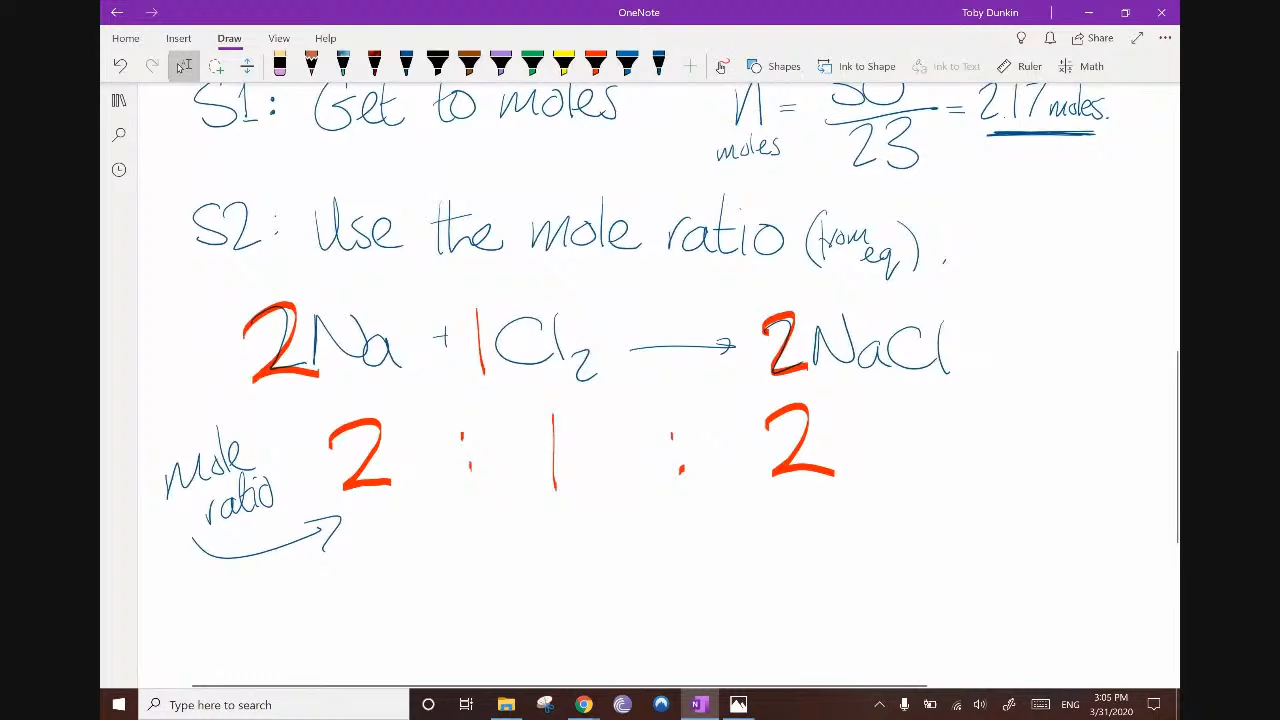 OneNote
Toby Dunkin
Home Insert Draw View Help
Share
Shapes Ink to Shape Ink to Text Ruler Math
S1: Get to moles
n = 50/23 = 2.17 moles.
moles
S2: Use the mole ratio (from eq).
2Na + 1Cl2 → 2NaCl
mole ratio
2 : 1 : 2
Type here to search
ENG
3:05 PM
3/31/2020